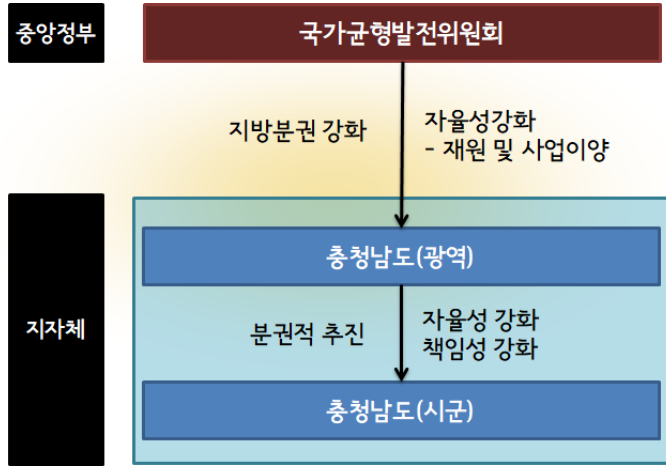 중앙정부
국가균형발전위원회
지방분권 강화
자율성강화
- 재원 및 사업이양
지자체
충청남도(광역)
분권적 추진
자율성 강화
책임성 강화
충청남도(시군)